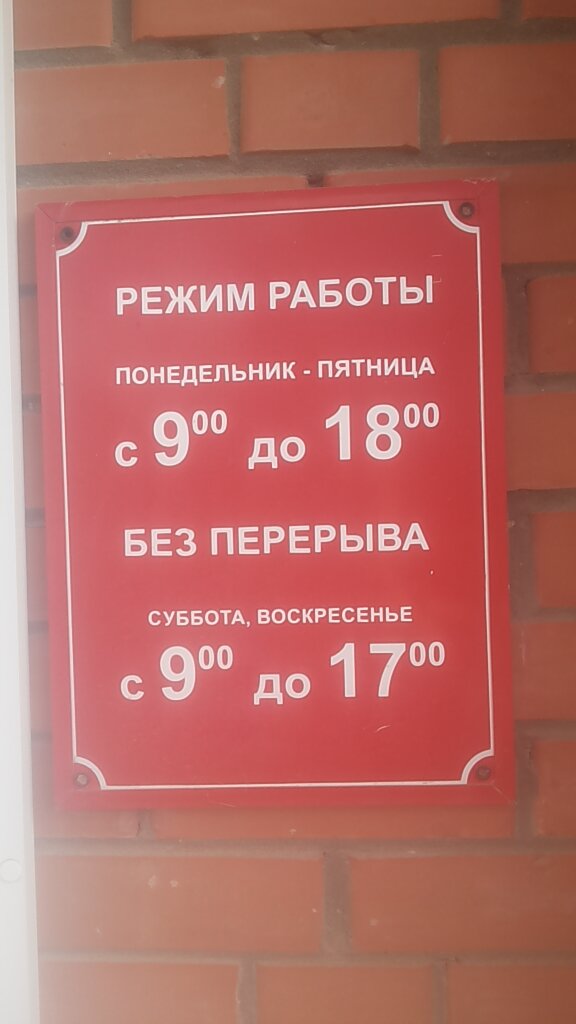 РЕЖИМ РАБОТЫ
ПОНЕДЕЛЬНИК - ПЯТНИЦА
с 9⁰⁰ до 18⁰⁰
БЕЗ ПЕРЕРЫВА
СУББОТА, ВОСКРЕСЕНЬЕ
с 9⁰⁰ до 17⁰⁰